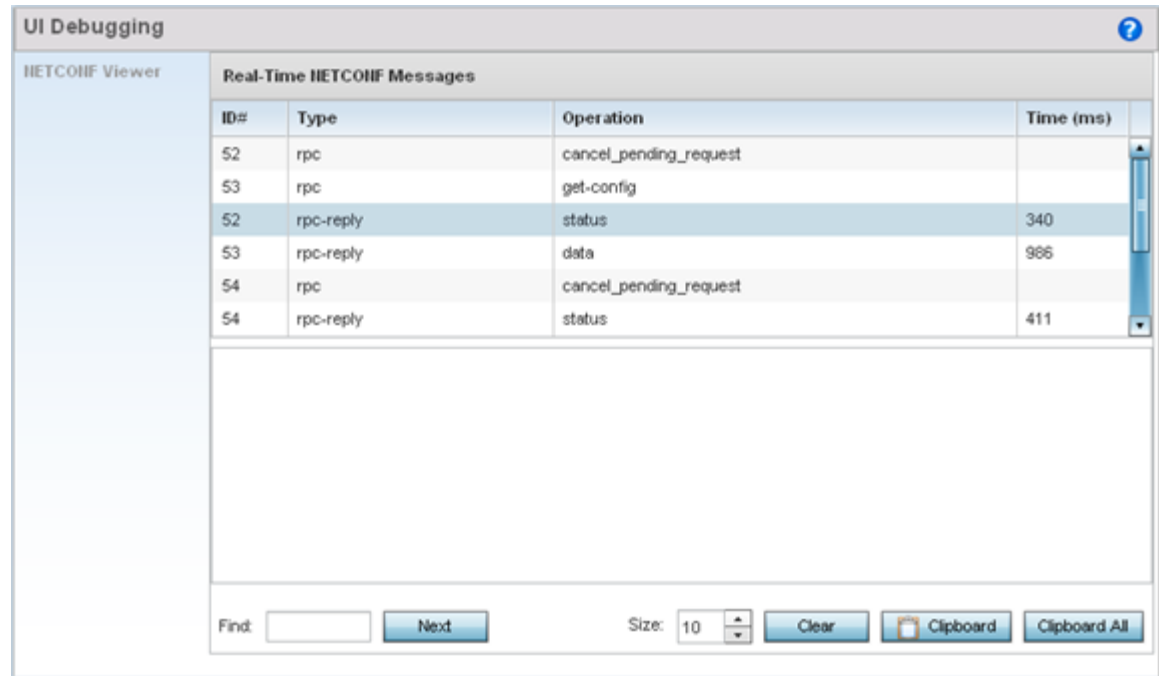 UI Debugging ?
NETCONF Viewer
Real-Time NETCONF Messages
ID# Type Operation Time (ms)
52 rpc cancel_pending_request
53 rpc get-config
52 rpc-reply status 340
53 rpc-reply data 986
54 rpc cancel_pending_request
54 rpc-reply status 411
Find: Next Size: 10 Clear Clipboard Clipboard All